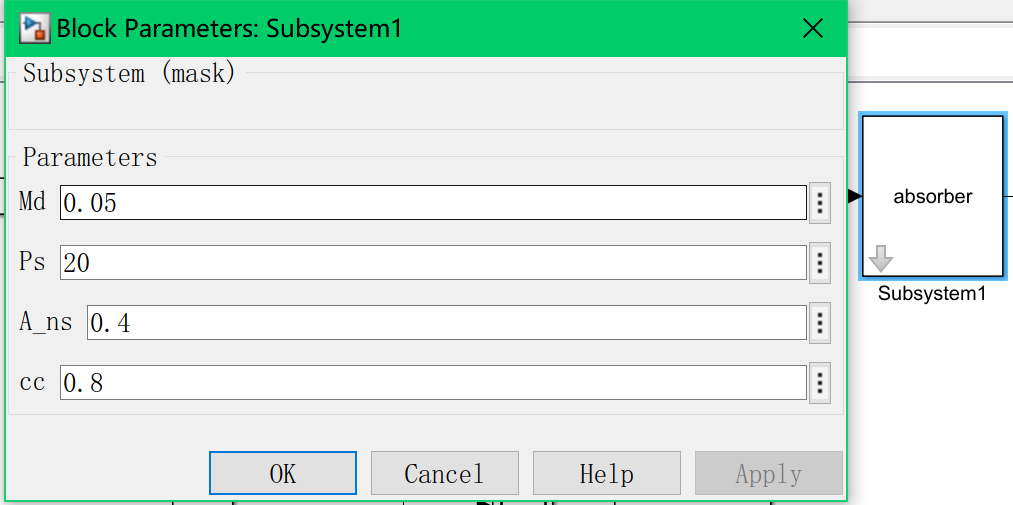 Block Parameters: Subsystem1
Subsystem (mask)
Parameters
Md 0.05
Ps 20
A_ns 0.4
cc 0.8
OK Cancel Help Apply
absorber
Subsystem1